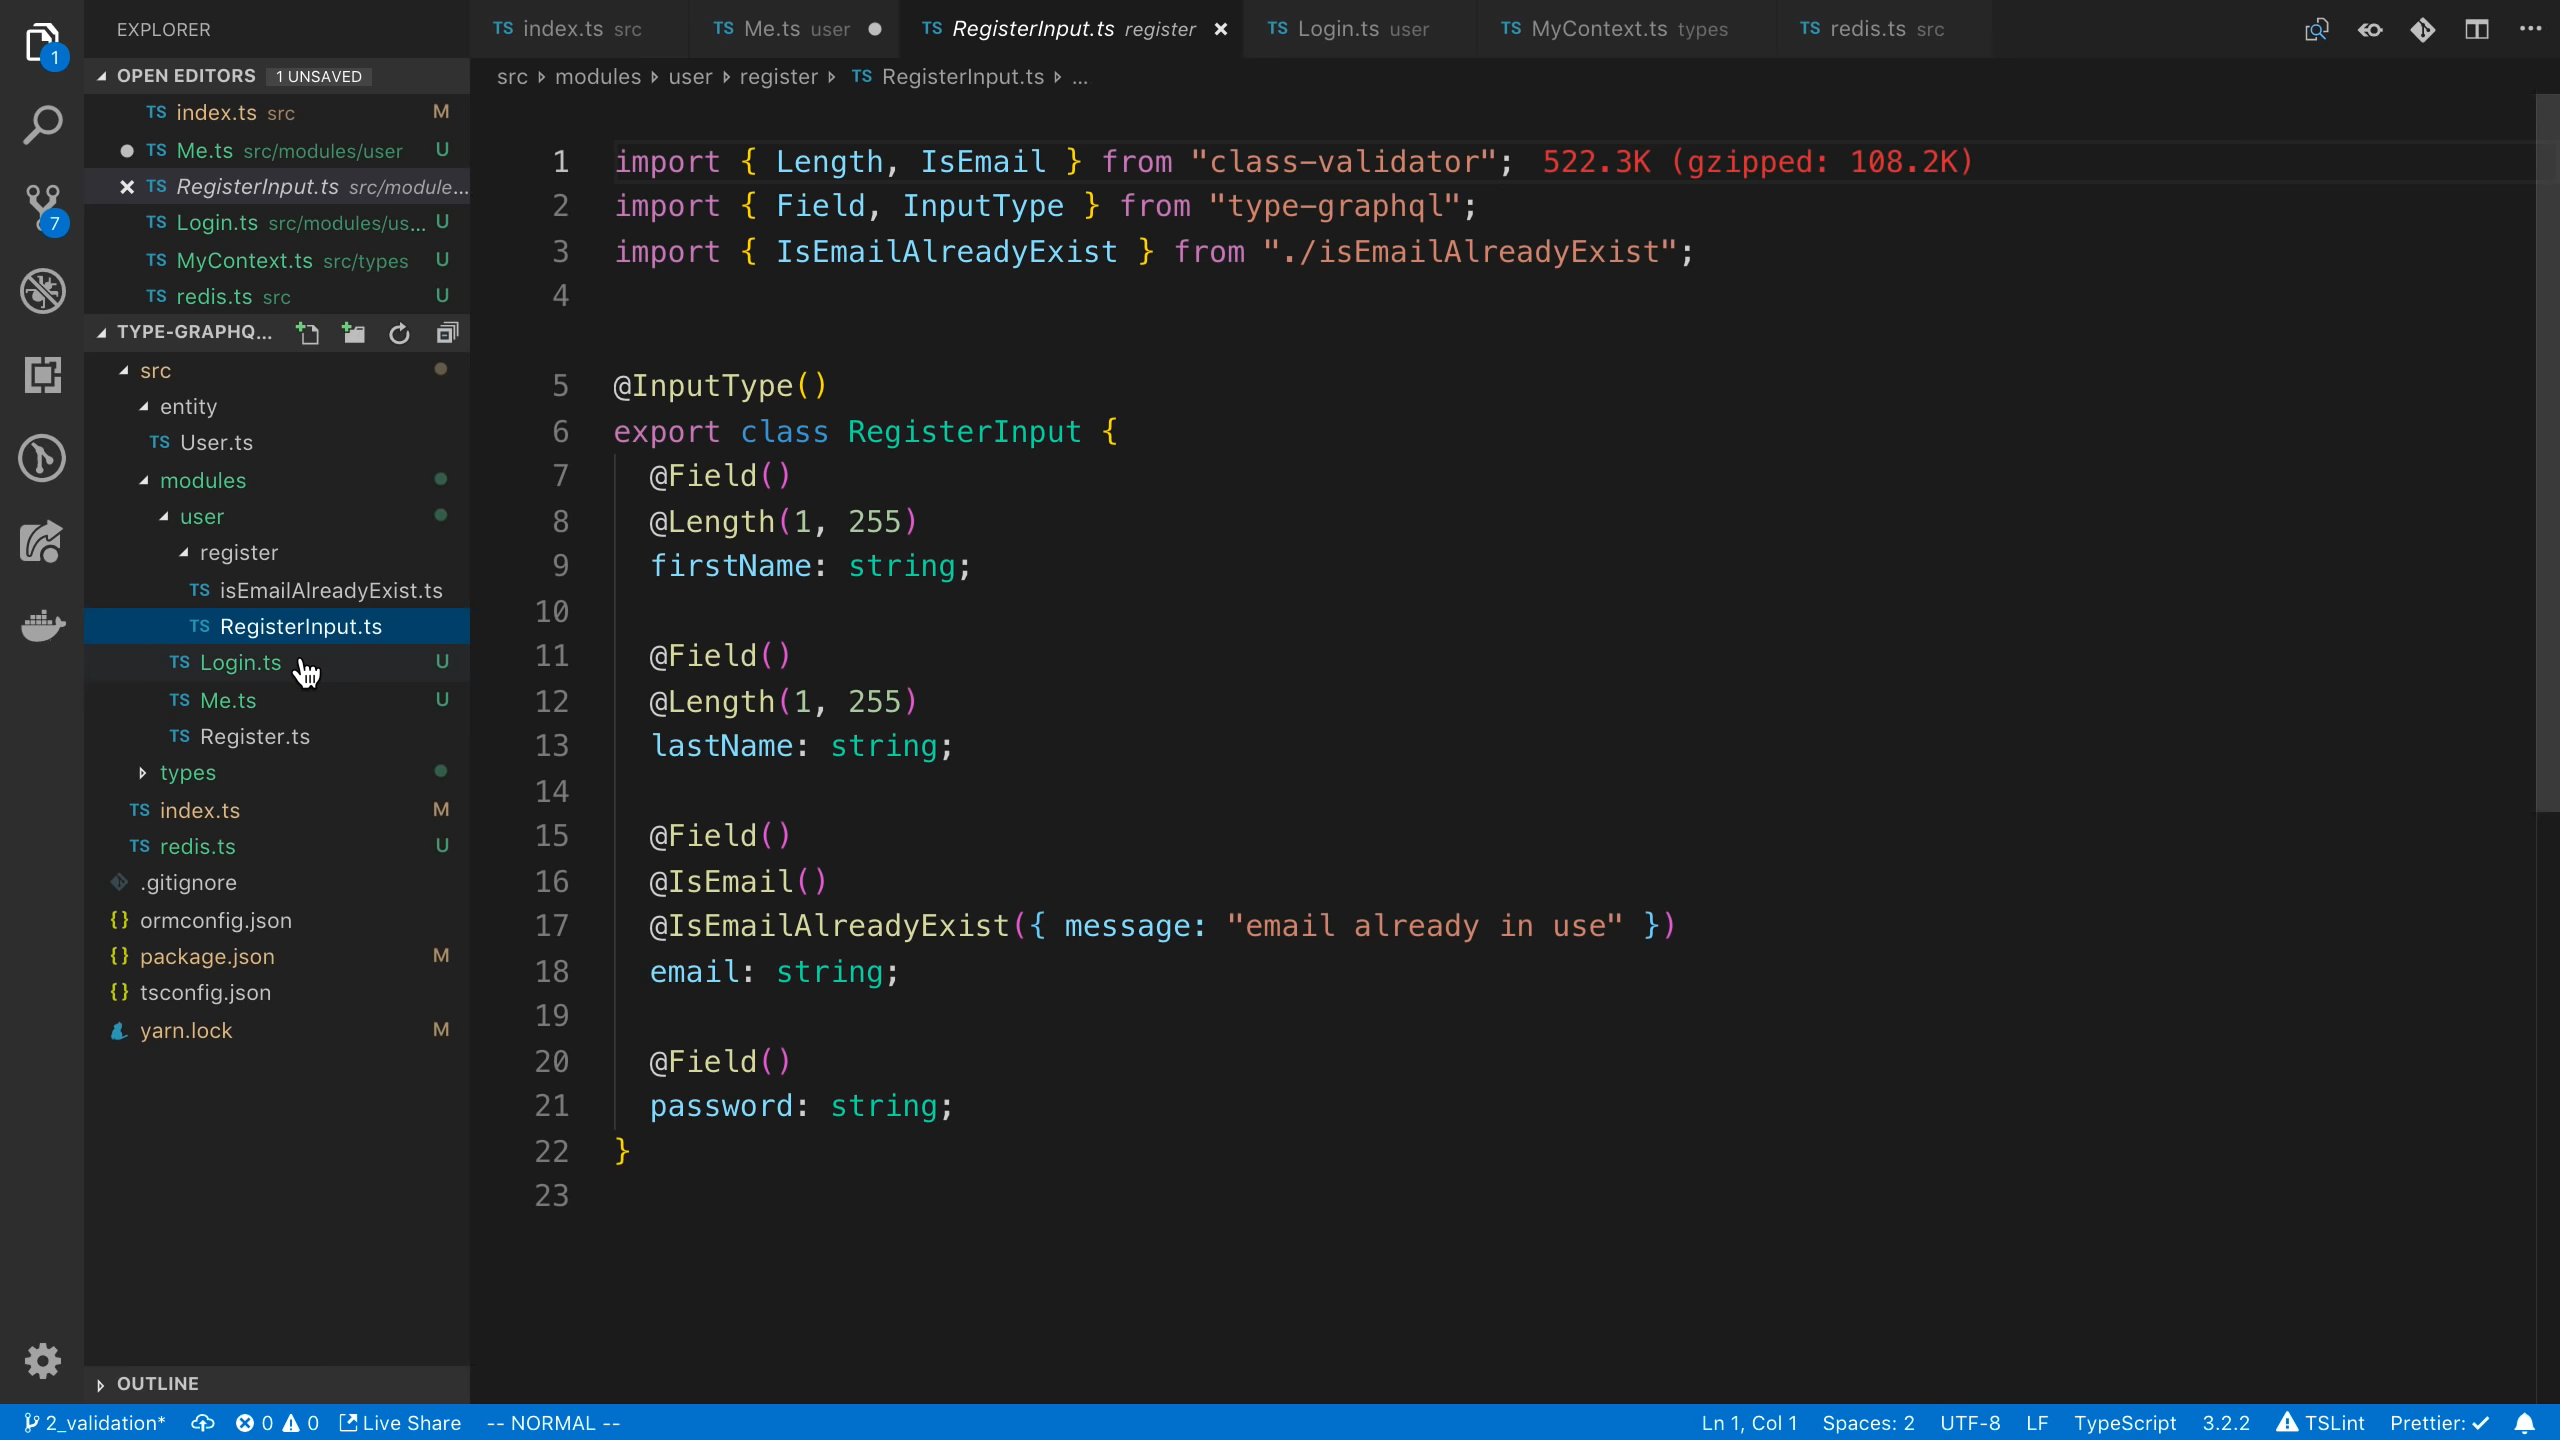 EXPLORER
1
7
OPEN EDITORS 1 UNSAVED
TS index.ts src M
TS Me.ts src/modules/user U
TS RegisterInput.ts src/module...
TS Login.ts src/modules/us... U
TS MyContext.ts src/types U
TS redis.ts src U
TYPE-GRAPHQ...
src
entity
TS User.ts
modules
user
register
TS isEmailAlreadyExist.ts
TS RegisterInput.ts
TS Login.ts U
TS Me.ts U
TS Register.ts
types
TS index.ts M
TS redis.ts U
.gitignore
{} ormconfig.json
{} package.json M
{} tsconfig.json
yarn.lock M
OUTLINE
TS index.ts src TS Me.ts user TS RegisterInput.ts register TS Login.ts user TS MyContext.ts types TS redis.ts src
src modules user register TS RegisterInput.ts ...
1 import { Length, IsEmail } from "class-validator"; 522.3K (gzipped: 108.2K)
2 import { Field, InputType } from "type-graphql";
3 import { IsEmailAlreadyExist } from "./isEmailAlreadyExist";
4
5 @InputType()
6 export class RegisterInput {
7 @Field()
8 @Length(1, 255)
9 firstName: string;
10
11 @Field()
12 @Length(1, 255)
13 lastName: string;
14
15 @Field()
16 @IsEmail()
17 @IsEmailAlreadyExist({ message: "email already in use" })
18 email: string;
19
20 @Field()
21 password: string;
22 }
23
2_validation* 0 0 Live Share -- NORMAL -- Ln 1, Col 1 Spaces: 2 UTF-8 LF TypeScript 3.2.2 TSLint Prettier: ✓